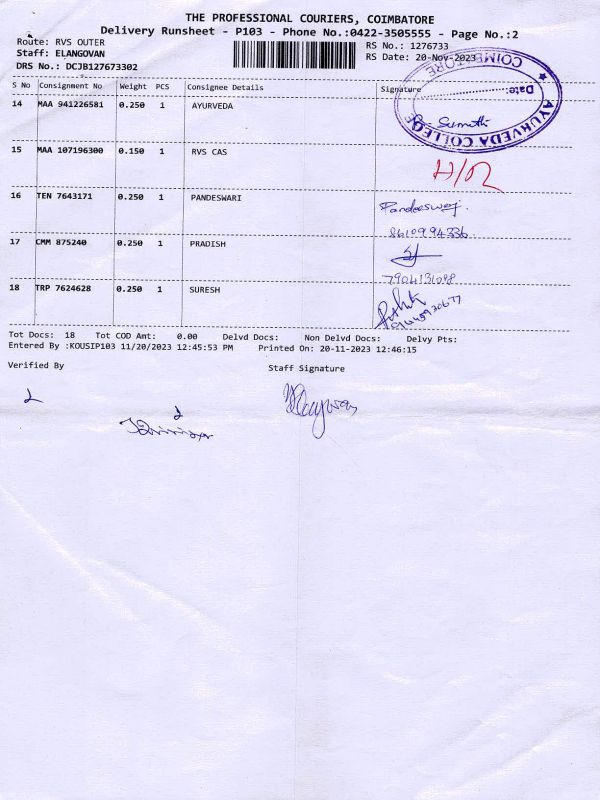 THE PROFESSIONAL COURIERS, COIMBATORE
Delivery Runsheet - P103 - Phone No.:0422-3505555 - Page No.:2
Route: RVS OUTER
Staff: ELANGOVAN
DRS No.: DCJB127673302
RS No.: 1276733
RS Date: 20-Nov-2023
S No Consignment No Weight PCS Consignee Details Signature
14 MAA 941226581 0.250 1 AYURVEDA
AYURVEDA COLLEGE
COIMBATORE
Date:
Sumathi
15 MAA 107196300 0.150 1 RVS CAS
16 TEN 7643171 0.250 1 PANDESWARI
8610994336
17 CMM 875240 0.250 1 PRADISH
18 TRP 7624628 0.250 1 SURESH
Tot Docs: 18 Tot COD Amt: 0.00 Delvd Docs: Non Delvd Docs: Delvy Pts:
Entered By :KOUSIP103 11/20/2023 12:45:53 PM Printed On: 20-11-2023 12:46:15
Verified By Staff Signature